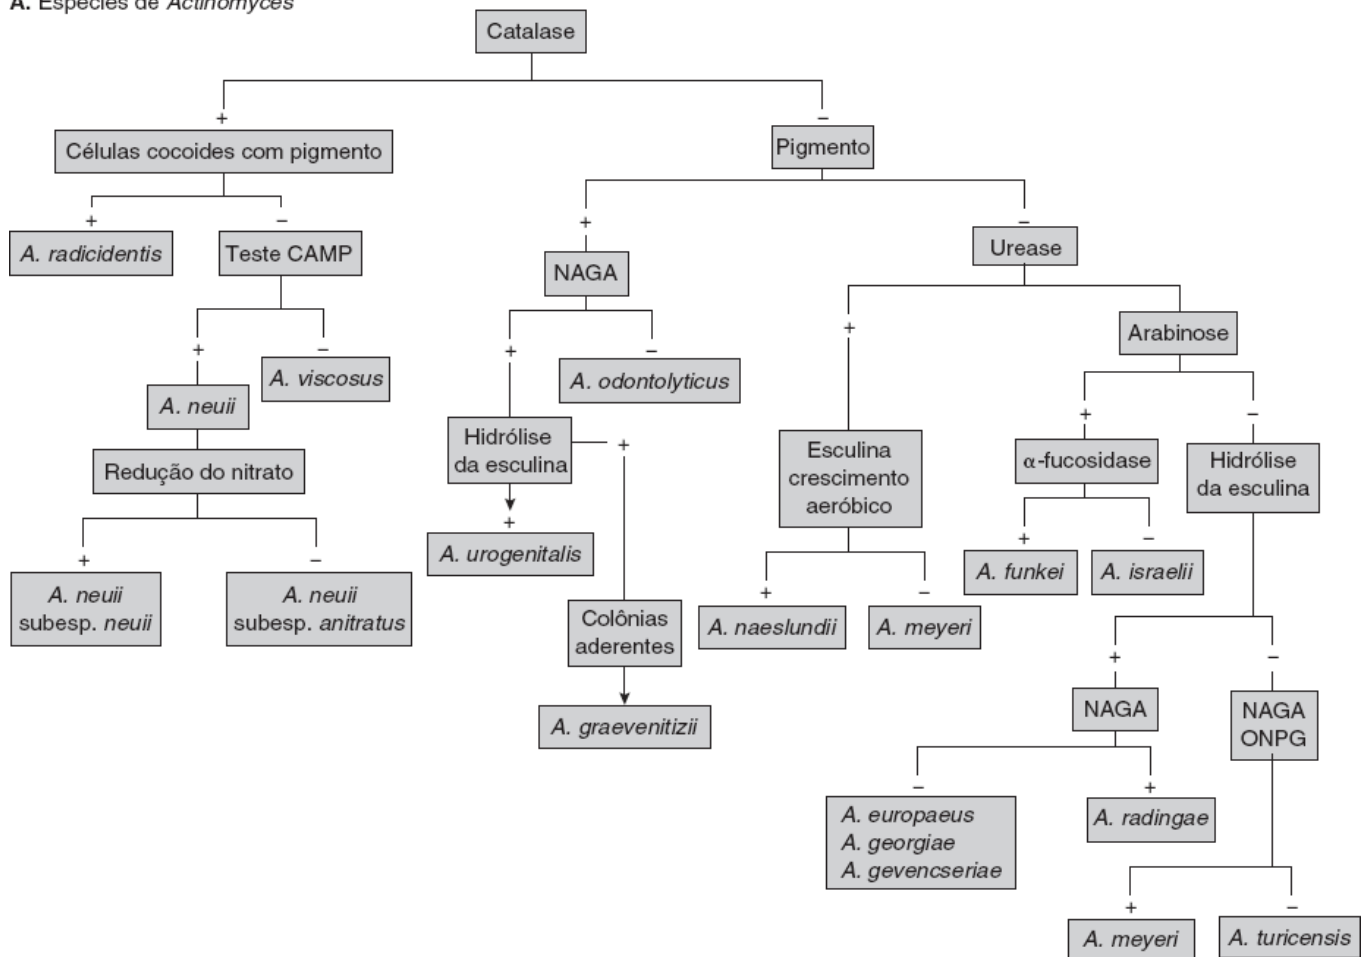 A. Espécies de Actinomyces
Catalase
+
−
Células cocoides com pigmento
Pigmento
+
−
+
−
A. radicidentis
Teste CAMP
NAGA
Urease
+
−
+
−
+
Arabinose
A. neuii
A. viscosus
A. odontolyticus
+
−
Redução do nitrato
Hidrólise
da esculina
+
Esculina
crescimento
aeróbico
α-fucosidase
Hidrólise
da esculina
+
−
+
+
−
A. neuii
subesp. neuii
A. neuii
subesp. anitratus
A. urogenitalis
+
−
A. funkei
A. israelii
Colônias
aderentes
A. naeslundii
A. meyeri
+
−
A. graevenitizii
NAGA
NAGA
ONPG
−
+
A. europaeus
A. georgiae
A. gevencseriae
A. radingae
+
−
A. meyeri
A. turicensis